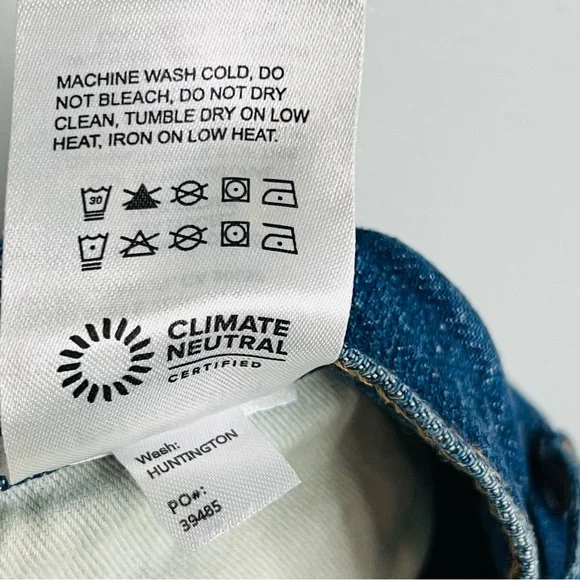 MACHINE WASH COLD, DO
NOT BLEACH, DO NOT DRY
CLEAN, TUMBLE DRY ON LOW
HEAT, IRON ON LOW HEAT.
30
CLIMATE
NEUTRAL
CERTIFIED
Wash:
HUNTINGTON
PO#:
39485